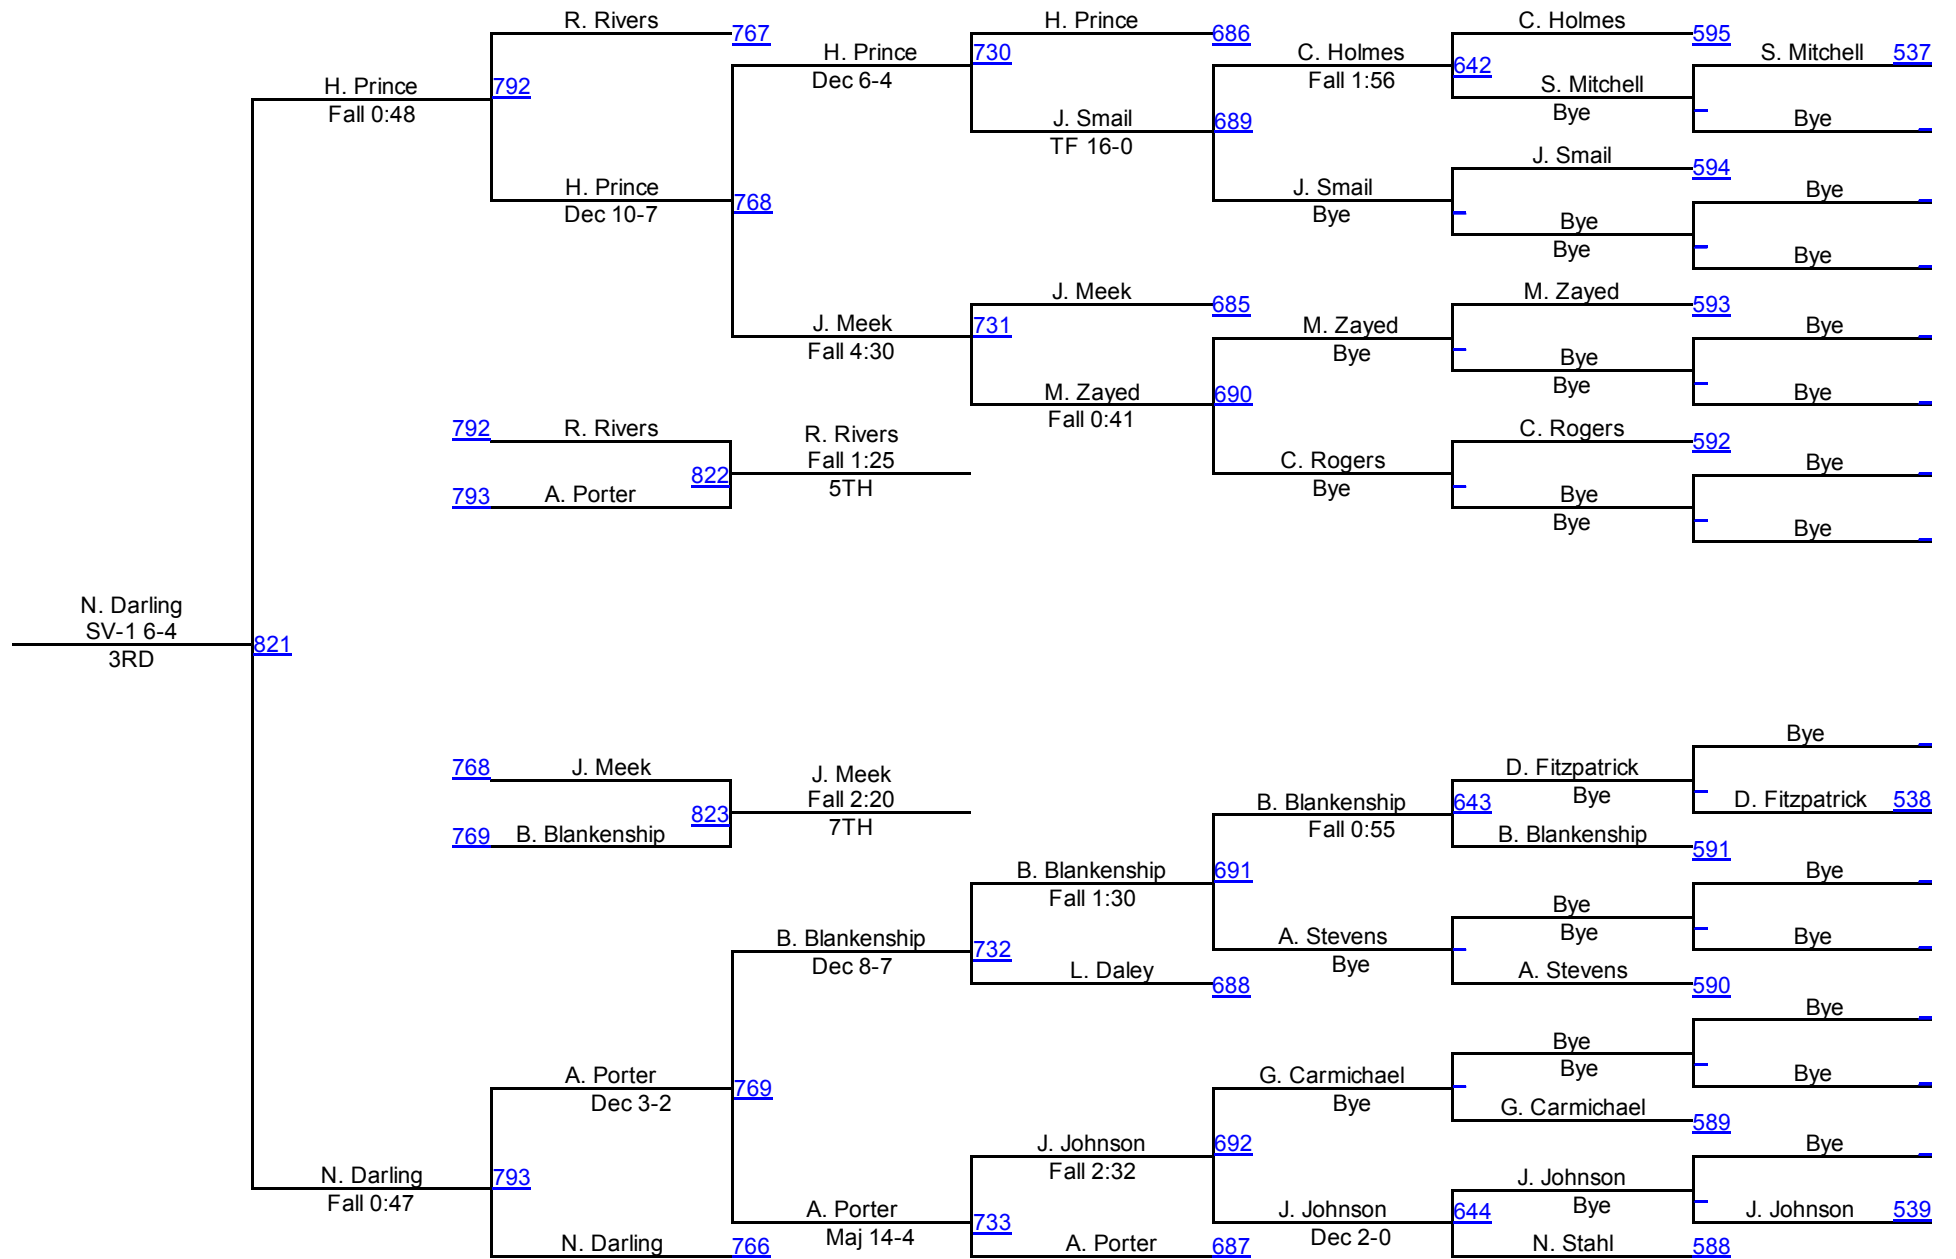 R. Rivers
767
H. Prince
686
C. Holmes
595
S. Mitchell 537
H. Prince
Dec 6-4
730
C. Holmes
Fall 1:56
642
S. Mitchell
Bye
Bye
H. Prince
Fall 0:48
792
J. Smail
TF 16-0
689
J. Smail
594
H. Prince
Dec 10-7
768
J. Smail
Bye
Bye
Bye
Bye
Bye
J. Meek
685
M. Zayed
593
J. Meek
Fall 4:30
731
M. Zayed
Bye
Bye
Bye
Bye
Bye
M. Zayed
Fall 0:41
690
792 R. Rivers
R. Rivers
Fall 1:25
5TH
822
793 A. Porter
C. Rogers
592
C. Rogers
Bye
Bye
Bye
Bye
Bye
N. Darling
SV-1 6-4
3RD
821
768 J. Meek
J. Meek
Fall 2:20
7TH
823
769 B. Blankenship
Bye
D. Fitzpatrick
Bye
D. Fitzpatrick 538
B. Blankenship
Fall 0:55
643
B. Blankenship
591
B. Blankenship
Fall 1:30
691
Bye
Bye
Bye
Bye
B. Blankenship
Dec 8-7
732
A. Stevens
Bye
A. Stevens
590
L. Daley
688
Bye
Bye
Bye
Bye
A. Porter
Dec 3-2
769
G. Carmichael
Bye
G. Carmichael
589
J. Johnson
Fall 2:32
692
Bye
N. Darling
Fall 0:47
793
J. Johnson
Bye
J. Johnson 539
A. Porter
Maj 14-4
733
J. Johnson
Dec 2-0
644
N. Darling
766
A. Porter
687
N. Stahl
588